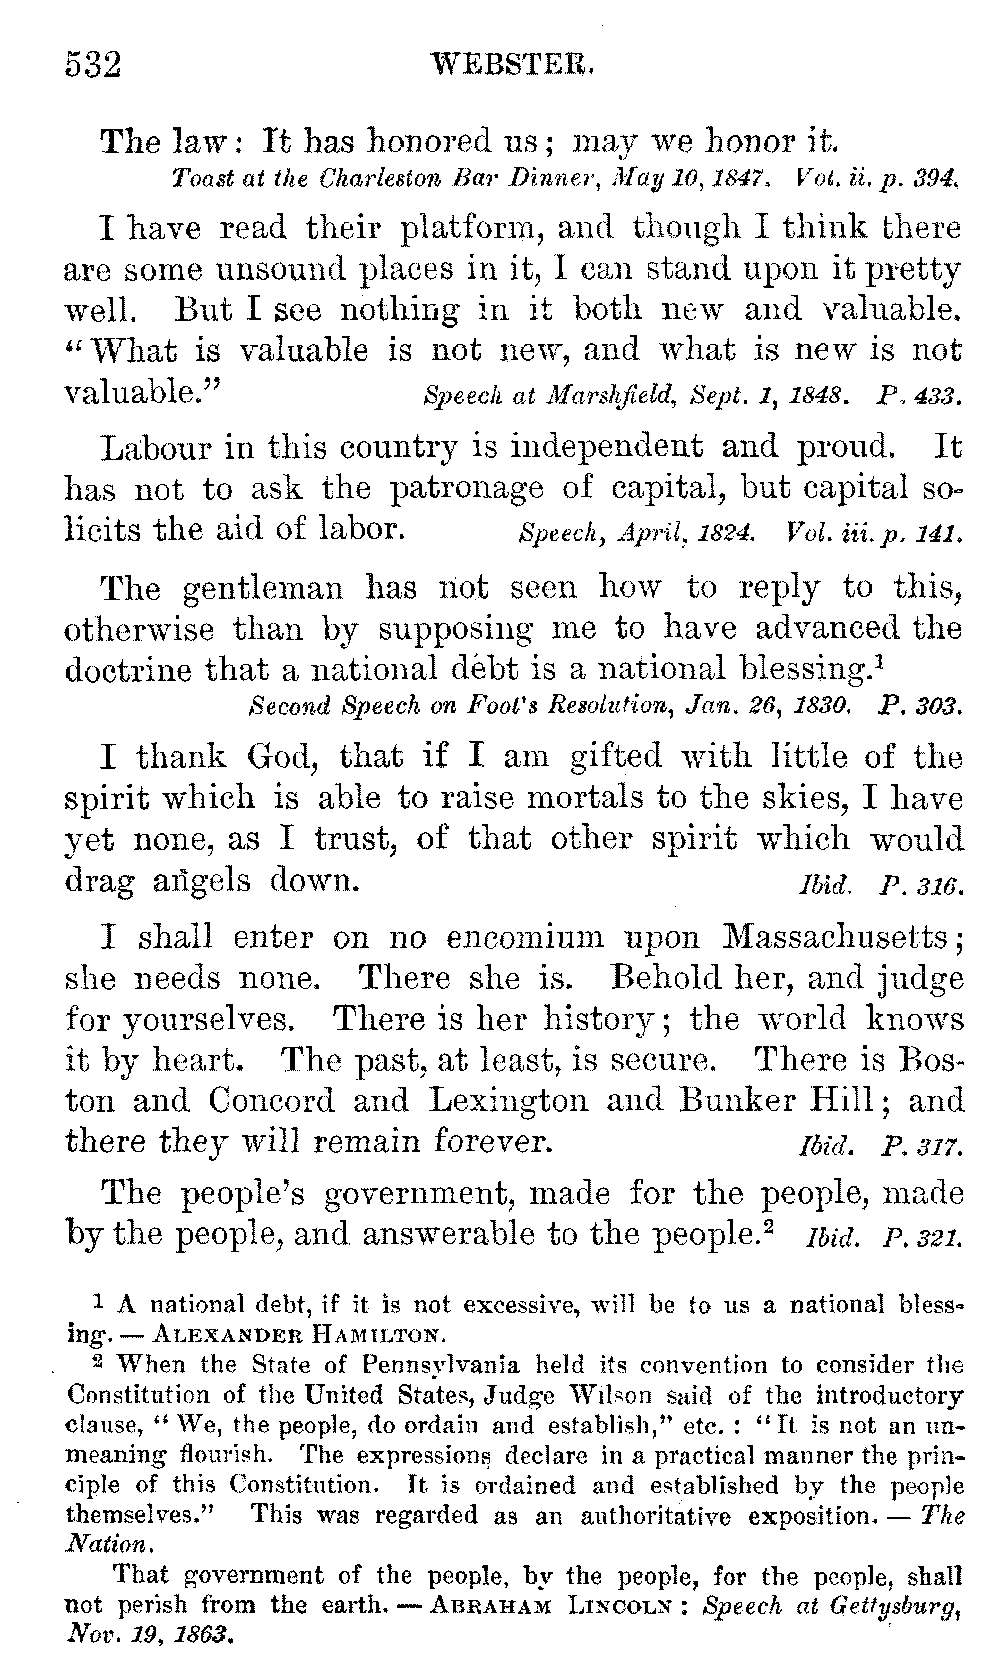 532 WEBSTER.
The law: It has honored us; may we honor it.
Toast at the Charleston Bar Dinner, May 10, 1847. Vol. ii. p. 394.
I have read their platform, and though I think there
are some unsound places in it, I can stand upon it pretty
well. But I see nothing in it both new and valuable.
“What is valuable is not new, and what is new is not
valuable.” Speech at Marshfield, Sept. 1, 1848. P. 433.
Labour in this country is independent and proud. It
has not to ask the patronage of capital, but capital so-
licits the aid of labor. Speech, April, 1824. Vol. iii. p. 141.
The gentleman has not seen how to reply to this,
otherwise than by supposing me to have advanced the
doctrine that a national debt is a national blessing.¹
Second Speech on Foot's Resolution, Jan. 26, 1830. P. 303.
I thank God, that if I am gifted with little of the
spirit which is able to raise mortals to the skies, I have
yet none, as I trust, of that other spirit which would
drag angels down. Ibid. P. 316.
I shall enter on no encomium upon Massachusetts;
she needs none. There she is. Behold her, and judge
for yourselves. There is her history; the world knows
it by heart. The past, at least, is secure. There is Bos-
ton and Concord and Lexington and Bunker Hill; and
there they will remain forever. Ibid. P. 317.
The people's government, made for the people, made
by the people, and answerable to the people.² Ibid. P. 321.
1 A national debt, if it is not excessive, will be to us a national bless-
ing. — ALEXANDER HAMILTON.
2 When the State of Pennsylvania held its convention to consider the
Constitution of the United States, Judge Wilson said of the introductory
clause, “We, the people, do ordain and establish,” etc. : “It is not an un-
meaning flourish. The expressions declare in a practical manner the prin-
ciple of this Constitution. It is ordained and established by the people
themselves.” This was regarded as an authoritative exposition. — The
Nation.
That government of the people, by the people, for the people, shall
not perish from the earth. — ABRAHAM LINCOLN: Speech at Gettysburg,
Nov. 19, 1863.